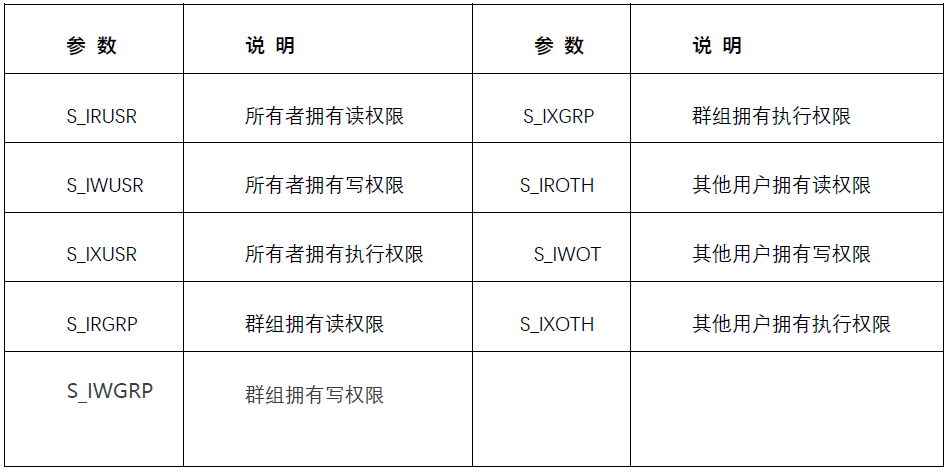 参 数 说 明 参 数 说 明
S_IRUSR 所有者拥有读权限 S_IXGRP 群组拥有执行权限
S_IWUSR 所有者拥有写权限 S_IROTH 其他用户拥有读权限
S_IXUSR 所有者拥有执行权限 S_IWOT 其他用户拥有写权限
S_IRGRP 群组拥有读权限 S_IXOTH 其他用户拥有执行权限
S_IWGRP 群组拥有写权限